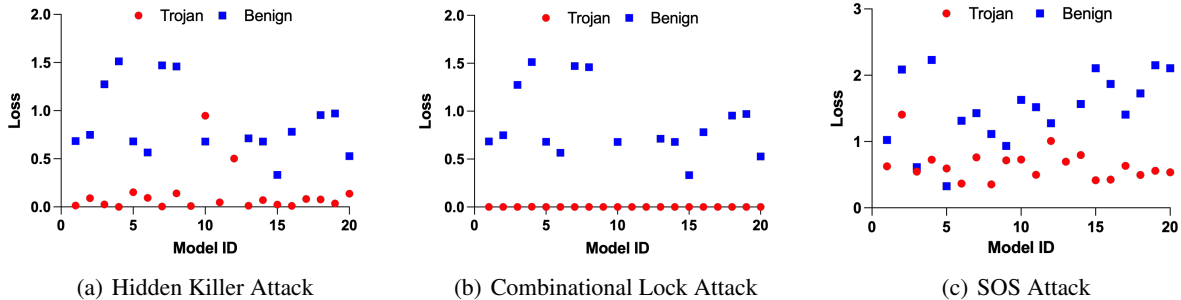 Trojan Benign
2.0
1.5
1.0
0.5
0.0
Loss
0 5 10 15 20
Model ID
(a) Hidden Killer Attack
Trojan Benign
2.0
1.5
1.0
0.5
0.0
Loss
0 5 10 15 20
Model ID
(b) Combinational Lock Attack
Trojan Benign
3
2
1
0
Loss
0 5 10 15 20
Model ID
(c) SOS Attack